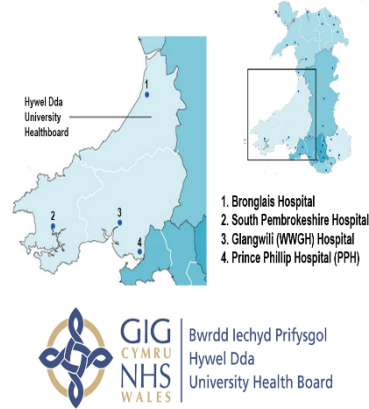 1
Hywel Dda
University
Healthboard
2
3
4
1. Bronglais Hospital
2. South Pembrokeshire Hospital
3. Glangwili (WWGH) Hospital
4. Prince Phillip Hospital (PPH)
GIG
CYMRU
NHS
WALES
Bwrdd Iechyd Prifysgol
Hywel Dda
University Health Board